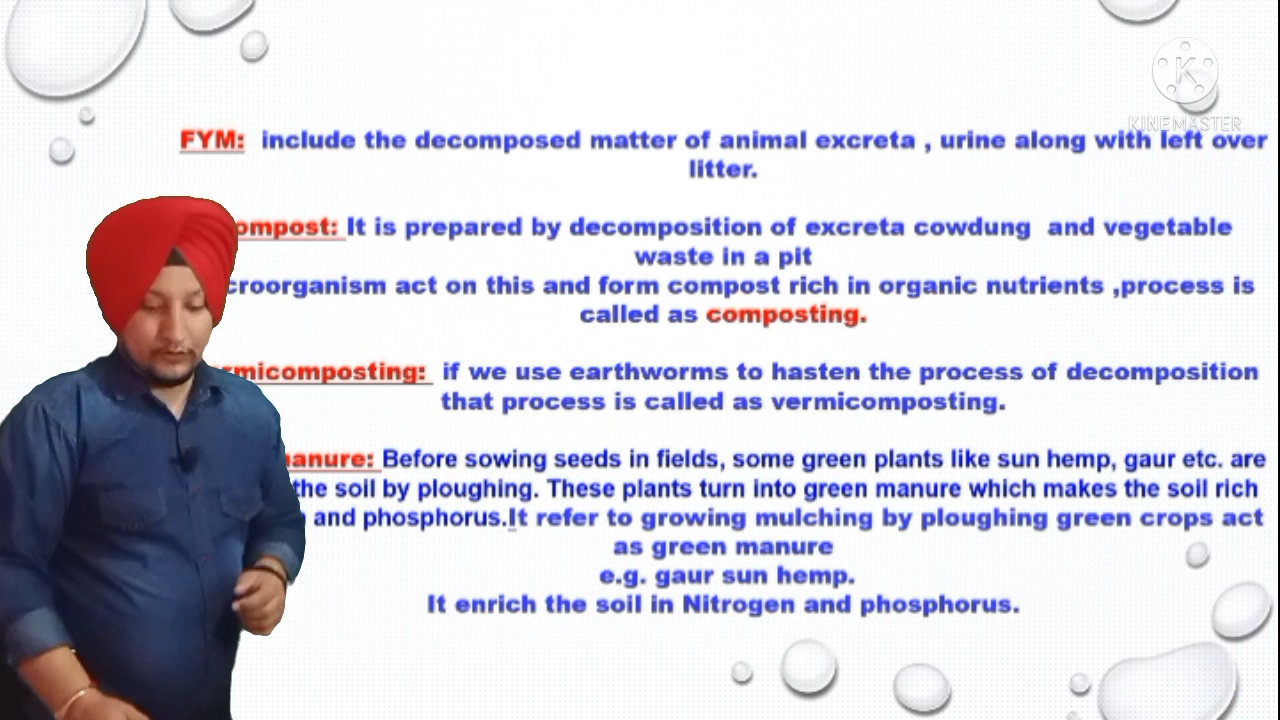 K
KINEMASTER
FYM: include the decomposed matter of animal excreta , urine along with left over
litter.
ompost: It is prepared by decomposition of excreta cowdung and vegetable
waste in a pit
croorganism act on this and form compost rich in organic nutrients ,process is
called as composting.
rmicomposting: if we use earthworms to hasten the process of decomposition
that process is called as vermicomposting.
manure: Before sowing seeds in fields, some green plants like sun hemp, gaur etc. are
the soil by ploughing. These plants turn into green manure which makes the soil rich
and phosphorus.It refer to growing mulching by ploughing green crops act
as green manure
e.g. gaur sun hemp.
It enrich the soil in Nitrogen and phosphorus.